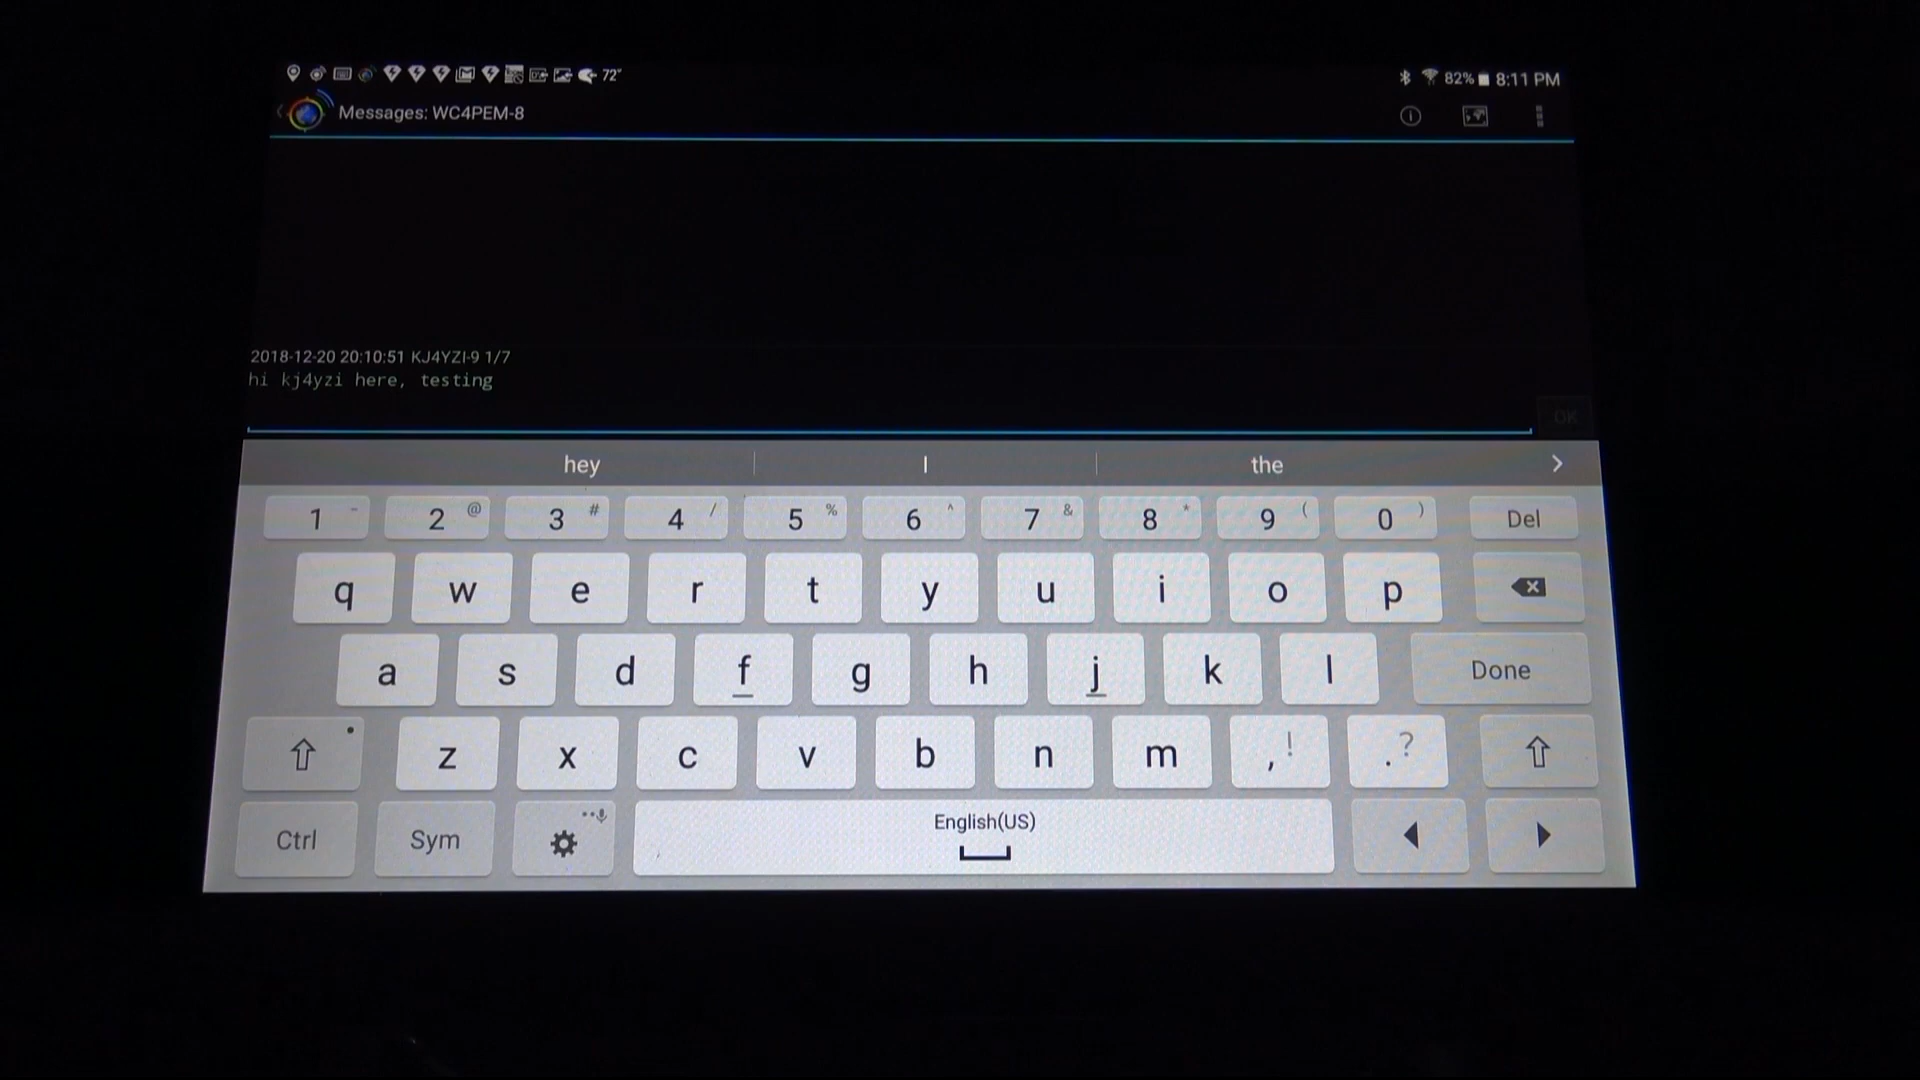 72°
82% 8:11 PM
Messages: WC4PEM-8
2018-12-20 20:10:51 KJ4YZI-9 1/7
hi kj4yzi here, testing
OK
hey I the
1 - 2 @ 3 # 4 / 5 % 6 ^ 7 & 8 * 9 ( 0 ) Del
q w e r t y u i o p
a s d f g h j k l Done
z x c v b n m , ! . ?
Ctrl Sym English(US)